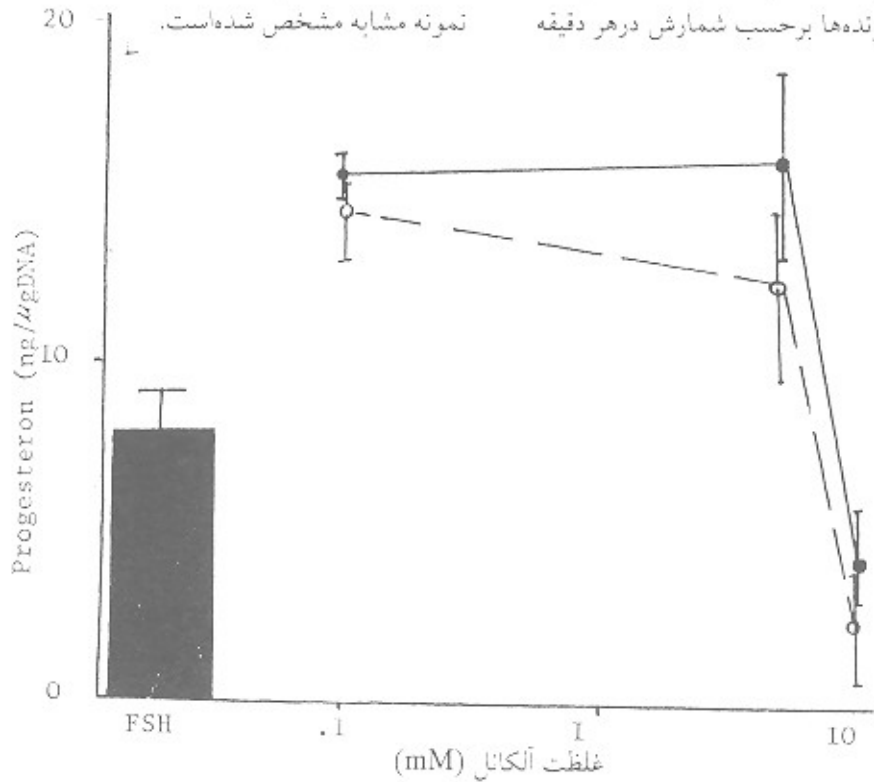 20
برحسب شمارش درهر دقیقه
نمونه مشابه مشخص شده‌است.
Progesteron (ng/μgDNA)
10
0
FSH
.1
1
10
غلظت آلکانل (mM)